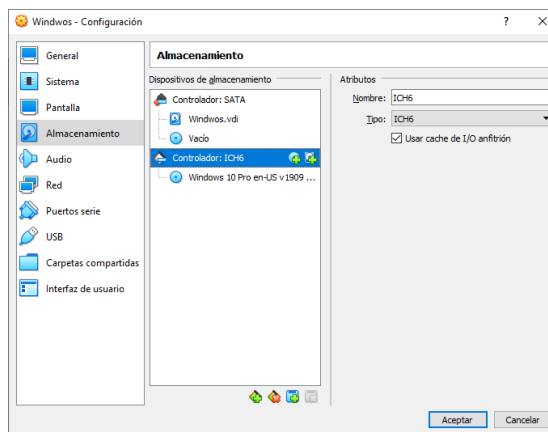 Windwos - Configuración
?
General
Sistema
Pantalla
Almacenamiento
Audio
Red
Puertos serie
USB
Carpetas compartidas
Interfaz de usuario
Almacenamiento
Dispositivos de almacenamiento
Controlador: SATA
Windwos.vdi
Vacío
Controlador: ICH6
Windows 10 Pro en-US v1909 ...
Atributos
Nombre: ICH6
Tipo: ICH6
Usar cache de I/O anfitrión
Aceptar Cancelar